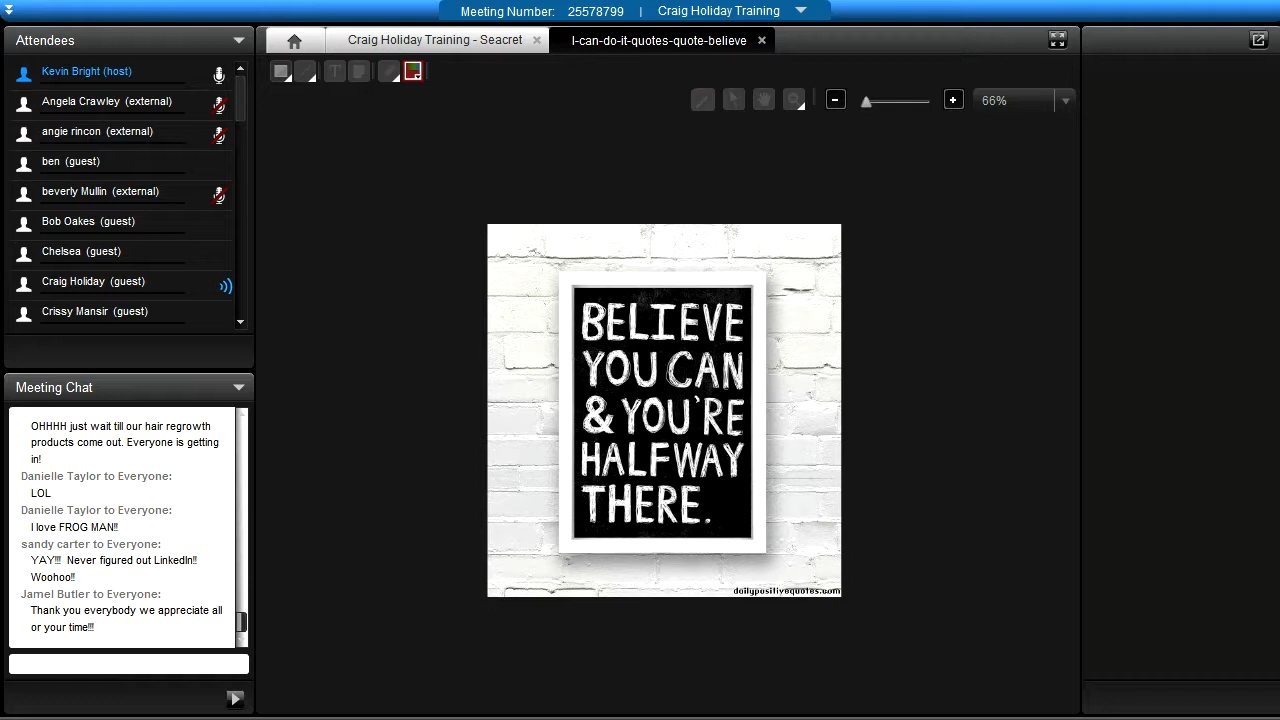 Meeting Number: 25578799 | Craig Holiday Training
Attendees
Kevin Bright (host)
Angela Crawley (external)
angie rincon (external)
ben (guest)
beverly Mullin (external)
Bob Oakes (guest)
Chelsea (guest)
Craig Holiday (guest)
Crissy Mansir (guest)
Meeting Chat
OHHHHH wait till our hair regrowth
products come out. Everyone is getting
in!
Danielle Taylor to Everyone:
LOL
Danielle Taylor to Everyone:
I love FROG MAN!!
sandy carter to Everyone:
YAY!!! Never figured out LinkedIn!!
Woohoo!!
Jamel Butler to Everyone:
Thank you everybody we appreciate all
or your time!!!
Craig Holiday Training - Seacret
I-can-do-it-quotes-quote-believe
T
66%
BELIEVE
YOU CAN
& YOU'RE
HALFWAY
THERE.
dailypositivequotes.com